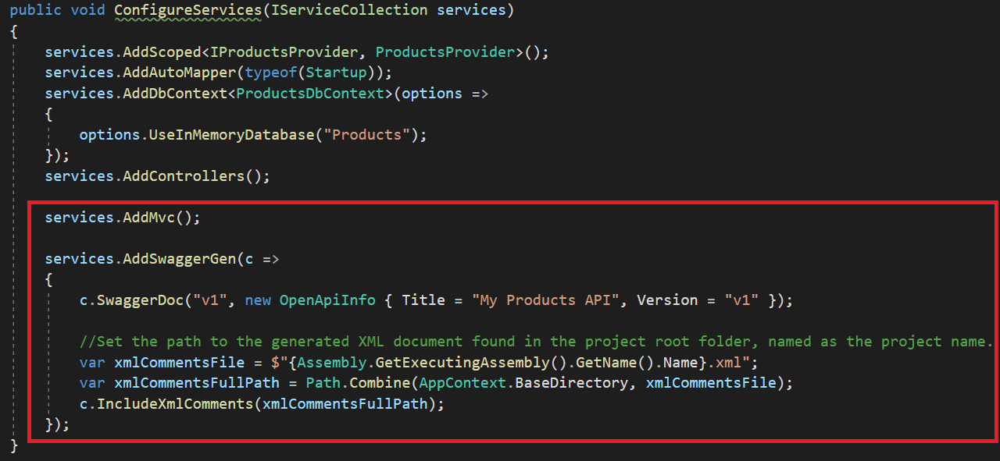 public void ConfigureServices(IServiceCollection services)
{
services.AddScoped<IProductsProvider, ProductsProvider>();
services.AddAutoMapper(typeof(Startup));
services.AddDbContext<ProductsDbContext>(options =>
{
options.UseInMemoryDatabase("Products");
});
services.AddControllers();
services.AddMvc();
services.AddSwaggerGen(c =>
{
c.SwaggerDoc("v1", new OpenApiInfo { Title = "My Products API", Version = "v1" });
//Set the path to the generated XML document found in the project root folder, named as the project name.
var xmlCommentsFile = $"{Assembly.GetExecutingAssembly().GetName().Name}.xml";
var xmlCommentsFullPath = Path.Combine(AppContext.BaseDirectory, xmlCommentsFile);
c.IncludeXmlComments(xmlCommentsFullPath);
});
}